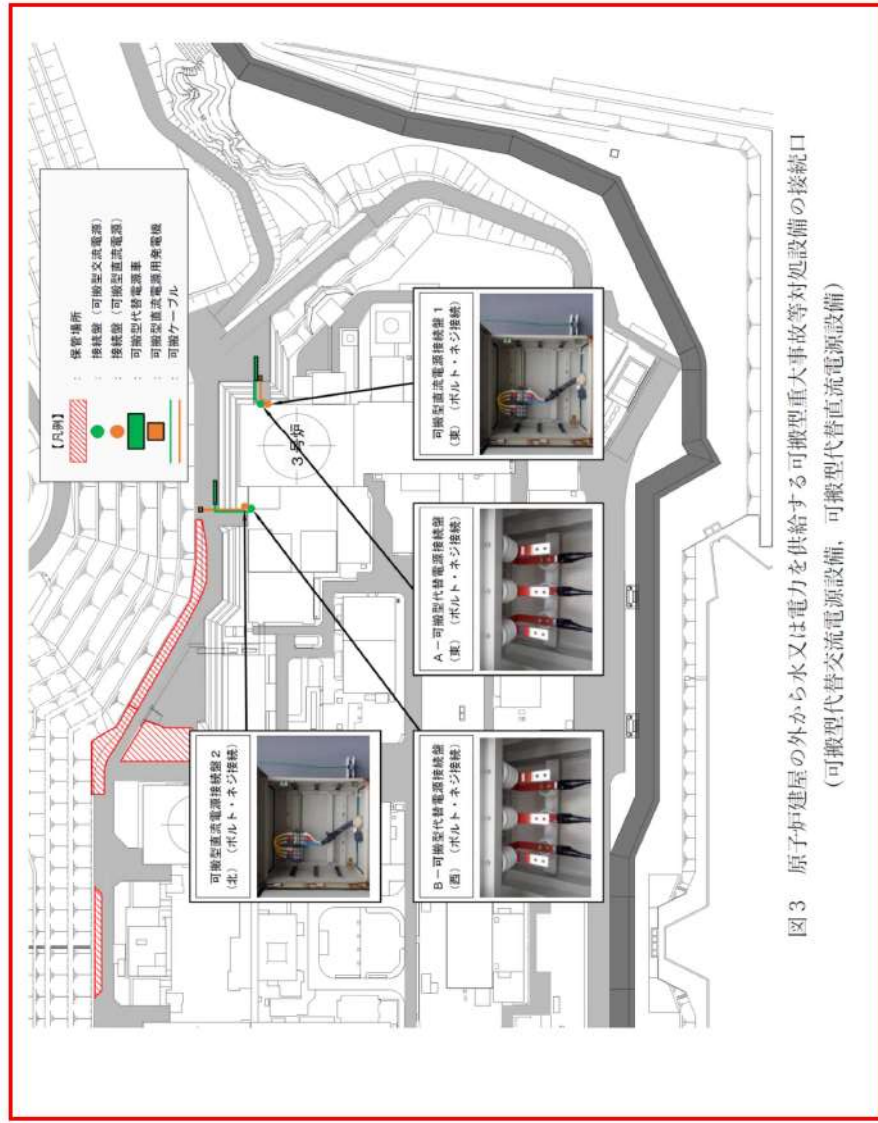 【凡例】
：保管場所
：接続盤（可搬型交流電源）
：接続盤（可搬型直流電源）
：可搬型代替電源車
：可搬型直流電源用発電機
：可搬ケーブル
3号炉
可搬型直流電源接続盤2
（北）（ボルト・ネジ接続）
B－可搬型代替電源接続盤
（西）（ボルト・ネジ接続）
A－可搬型代替電源接続盤
（東）（ボルト・ネジ接続）
可搬型直流電源接続盤1
（東）（ボルト・ネジ接続）
図3　原子炉建屋の外から水又は電力を供給する可搬型重大事故等対処設備の接続口
（可搬型代替交流電源設備，　可搬型代替直流電源設備）